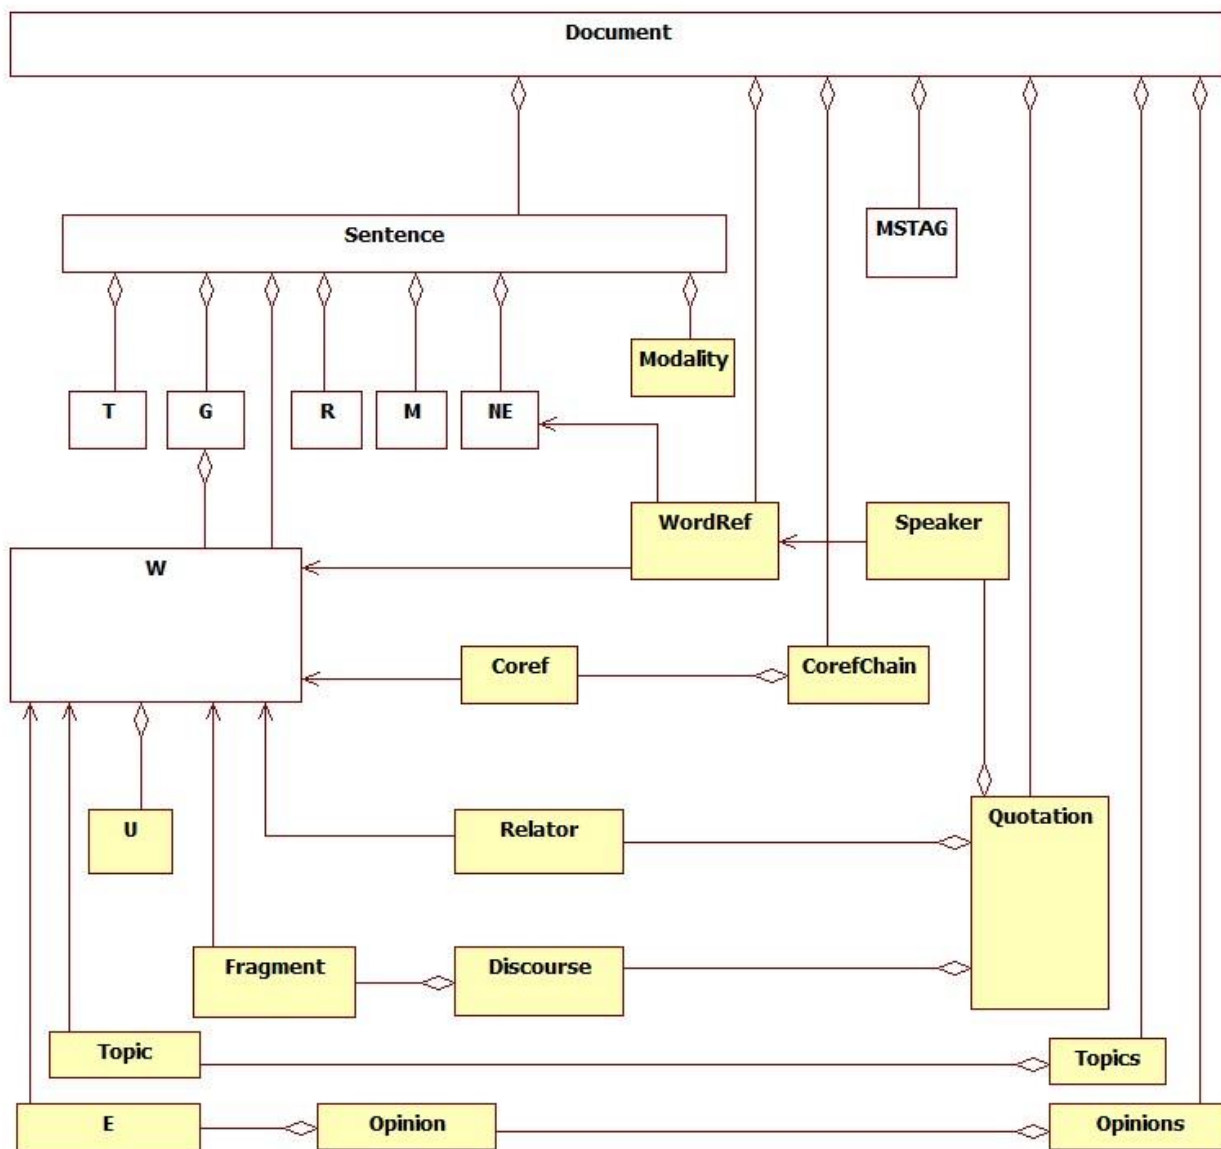 Document
Sentence
MSTAG
Modality
T
G
R
M
NE
WordRef
Speaker
W
Coref
CorefChain
U
Relator
Quotation
Fragment
Discourse
Topic
Topics
E
Opinion
Opinions